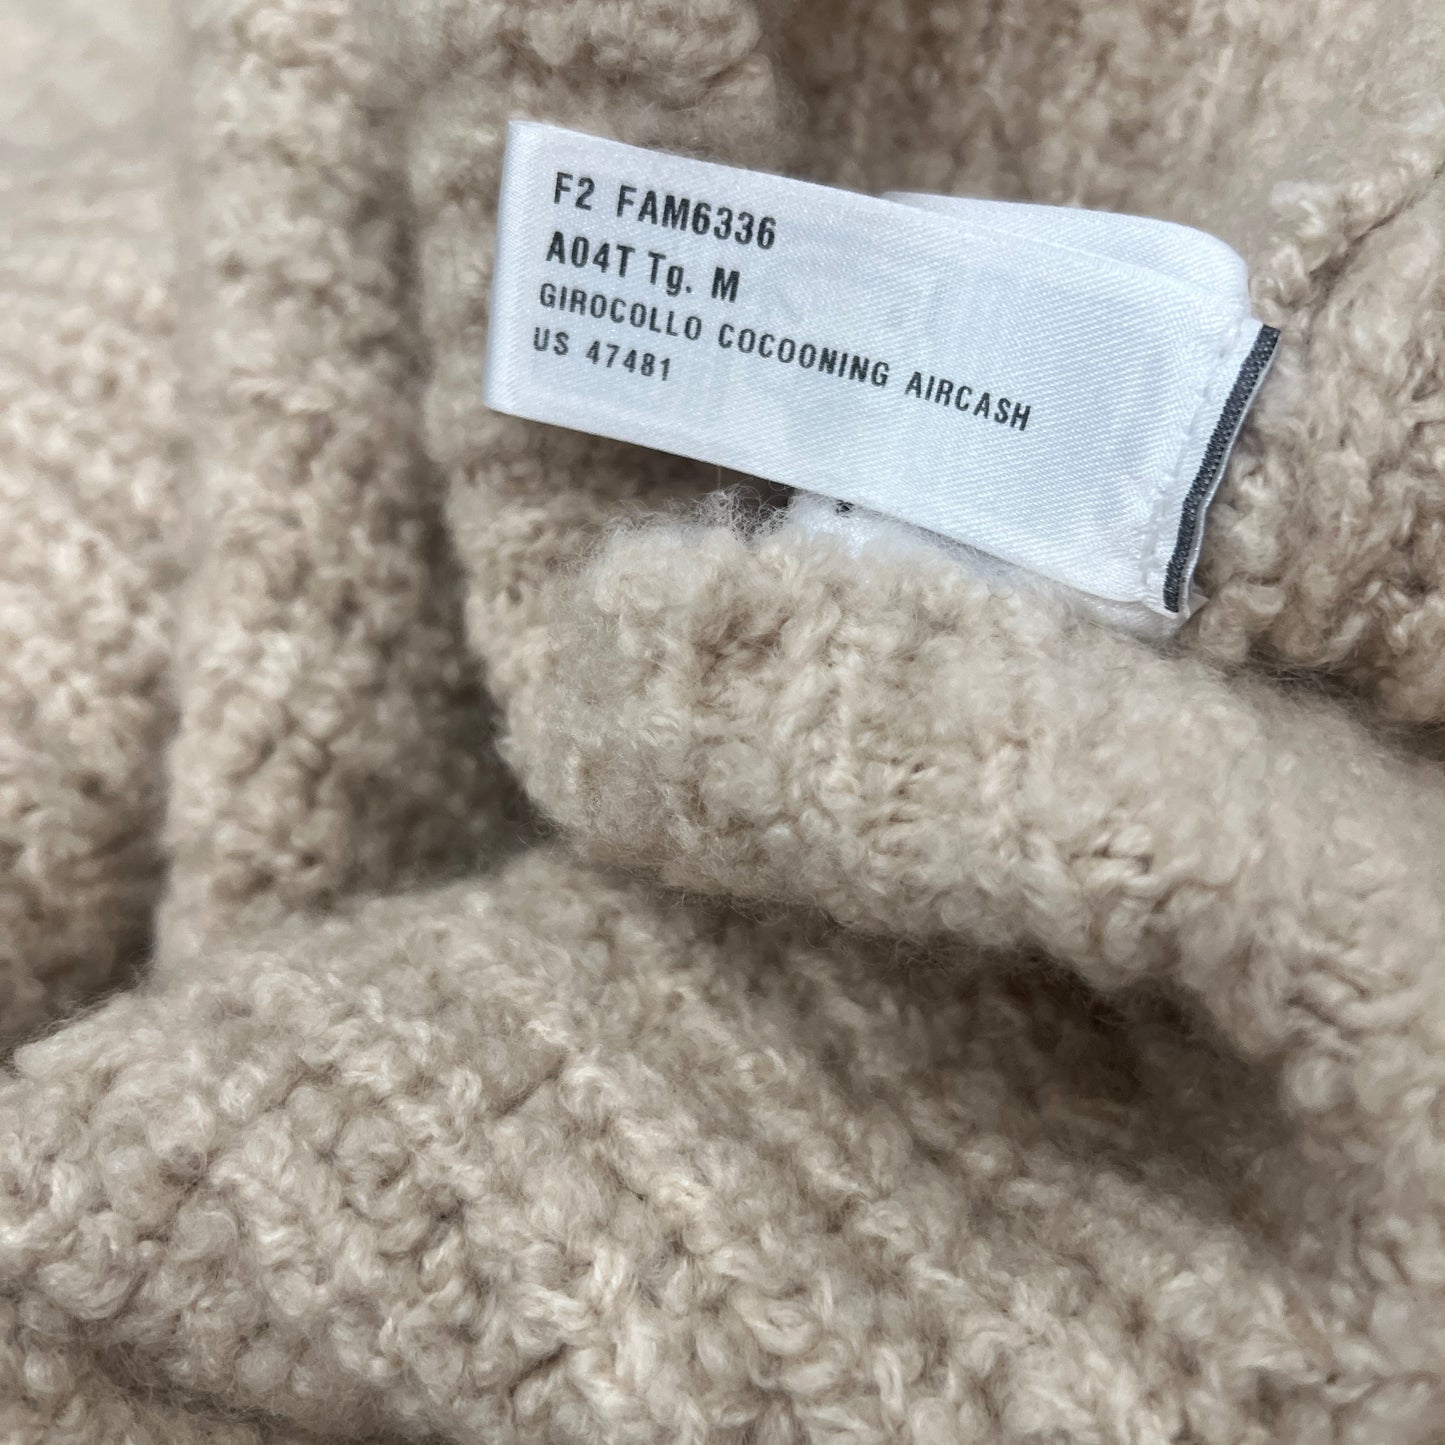 F2 FAM6336
A04T Tg. M
GIROCOLLO COCOONING AIRCASH
US 47481